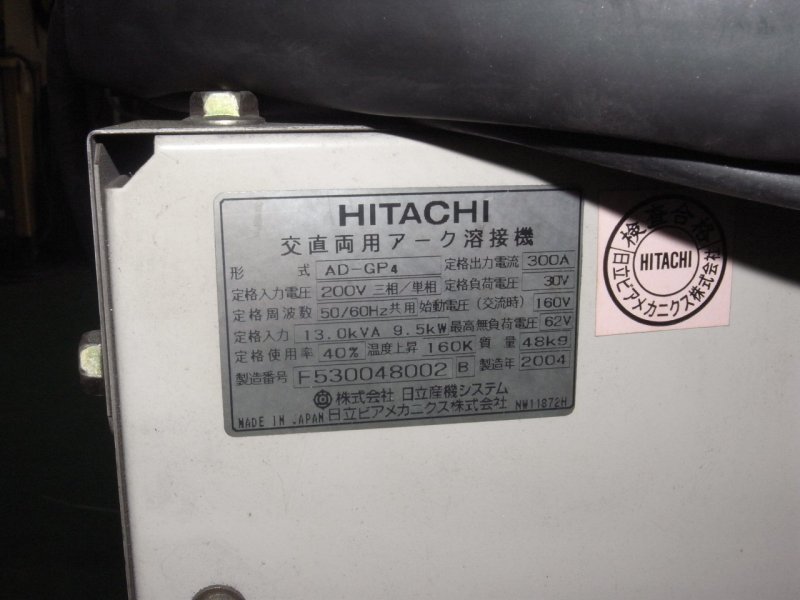 HITACHI
交直両用アーク溶接機
形 式 AD-GP4 定格出力電流 300A
定格入力電圧 200V 三相/単相 定格負荷電圧 30V
定格周波数 50/60Hz共用 始動電圧(交流時) 160V
定格入力 13.0kVA 9.5kW 最高無負荷電圧 62V
定格使用率 40% 温度上昇 160K 質量 48kg
製造番号 F530048002 B 製造年 2004
株式会社 日立産機システム
MADE IN JAPAN 日立ビアメカニクス株式会社 NW11872H
検査合格
HITACHI
日立ビアメカニクス株式会社